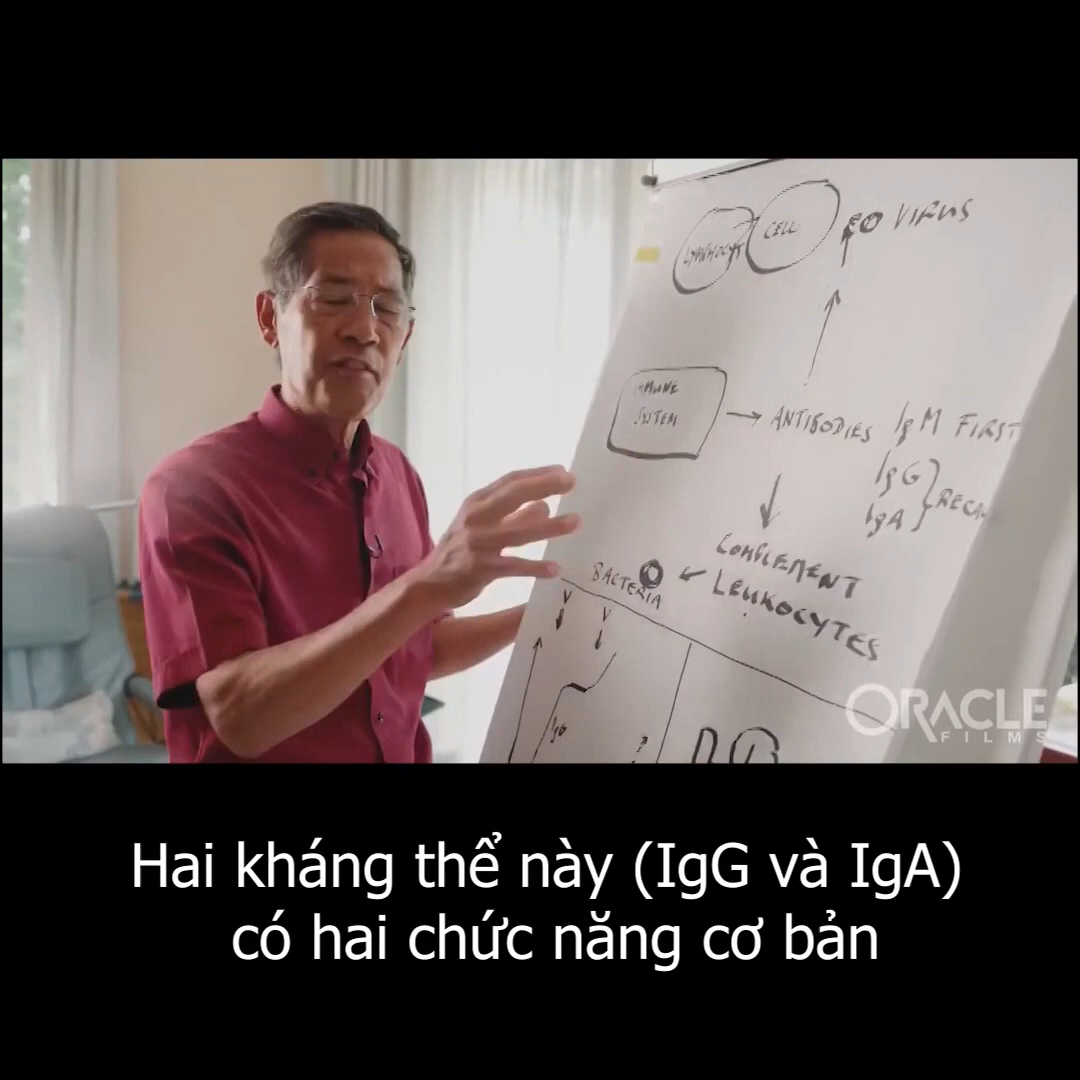 CELL
VIRUS
IMMUNE
SYSTEM
ANTIBODIES
IgM FIRST
IgG
IgA
COMPLEMENT
LEUKOCYTES
BACTERIA
V V
IgG
?
ORACLE
FILMS
Hai kháng thể này (IgG và IgA)
có hai chức năng cơ bản